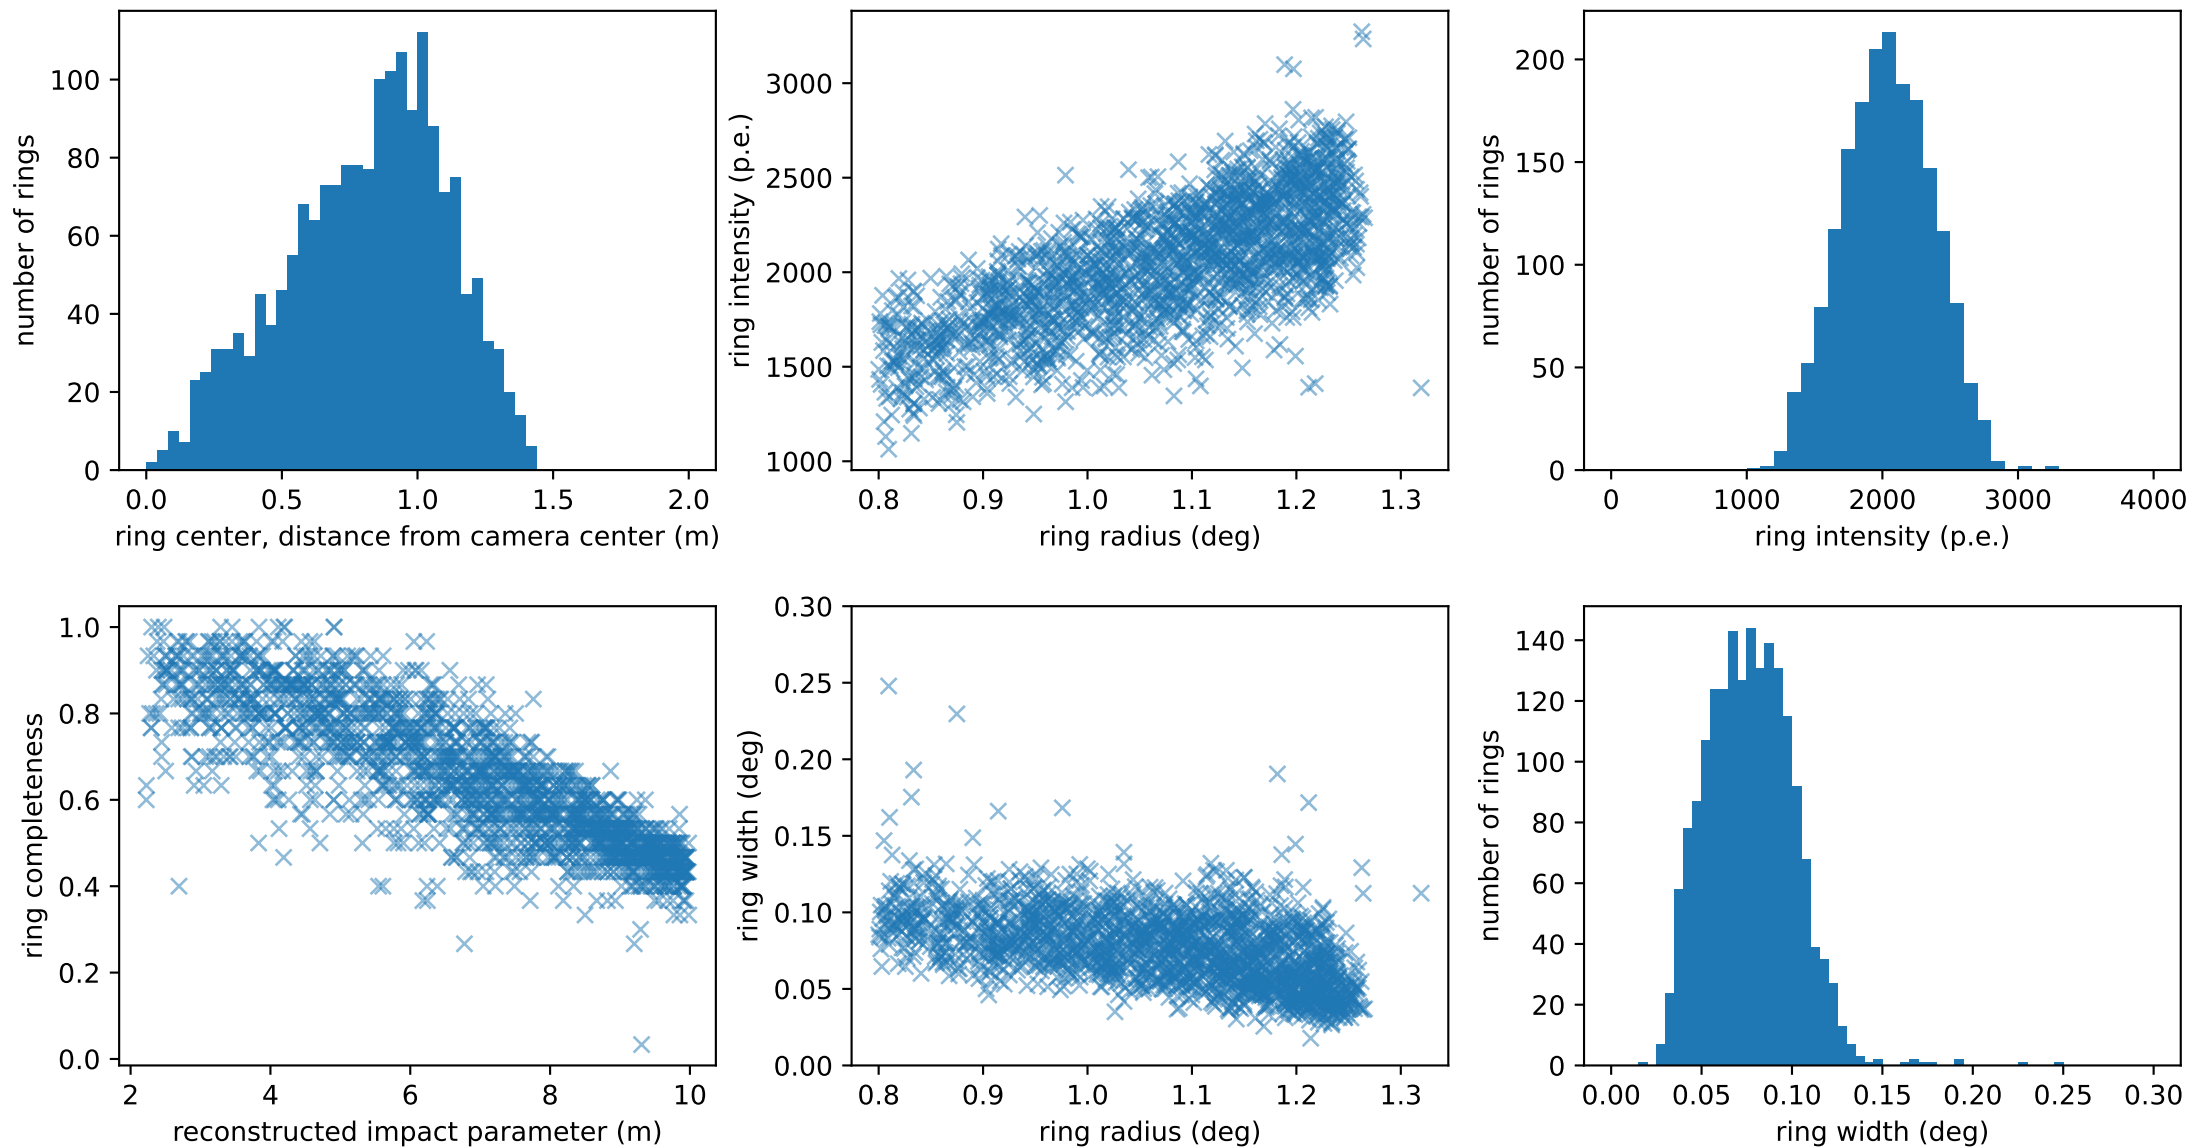 100
80
60
40
20
0
number of rings
0.0 0.5 1.0 1.5 2.0
ring center, distance from camera center (m)
3000
2500
2000
1500
1000
ring intensity (p.e.)
0.8 0.9 1.0 1.1 1.2 1.3
ring radius (deg)
200
150
100
50
0
number of rings
0 1000 2000 3000 4000
ring intensity (p.e.)
1.0
0.8
0.6
0.4
0.2
0.0
ring completeness
2 4 6 8 10
reconstructed impact parameter (m)
0.30
0.25
0.20
0.15
0.10
0.05
0.00
ring width (deg)
0.8 0.9 1.0 1.1 1.2 1.3
ring radius (deg)
140
120
100
80
60
40
20
0
number of rings
0.00 0.05 0.10 0.15 0.20 0.25 0.30
ring width (deg)